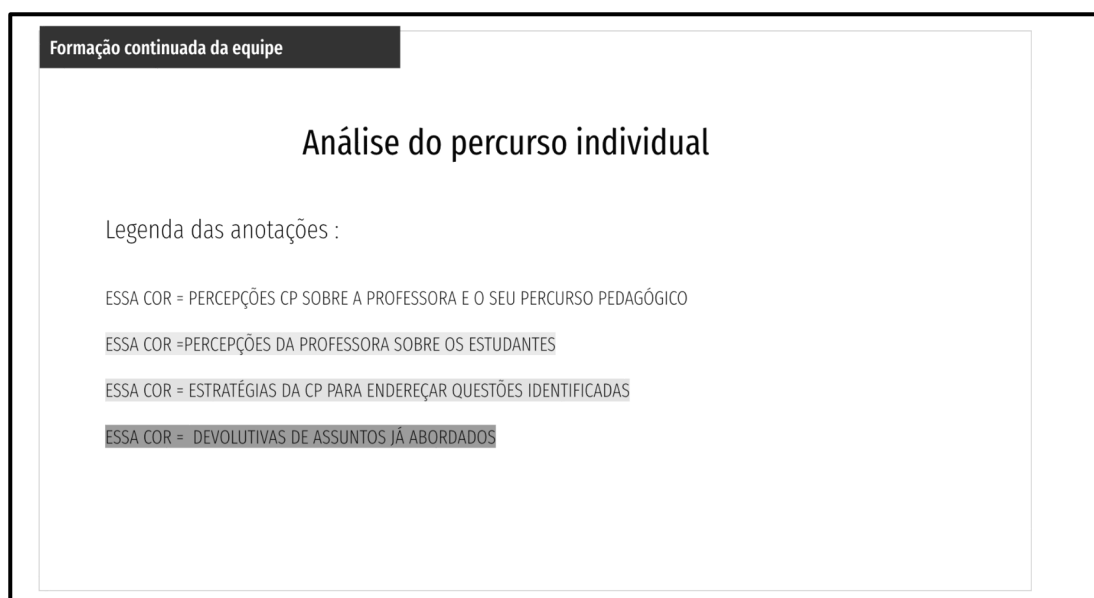 Formação continuada da equipe
Análise do percurso individual
Legenda das anotações :
ESSA COR = PERCEPÇÕES CP SOBRE A PROFESSORA E O SEU PERCURSO PEDAGÓGICO
ESSA COR =PERCEPÇÕES DA PROFESSORA SOBRE OS ESTUDANTES
ESSA COR = ESTRATÉGIAS DA CP PARA ENDEREÇAR QUESTÕES IDENTIFICADAS
ESSA COR =  DEVOLUTIVAS DE ASSUNTOS JÁ ABORDADOS